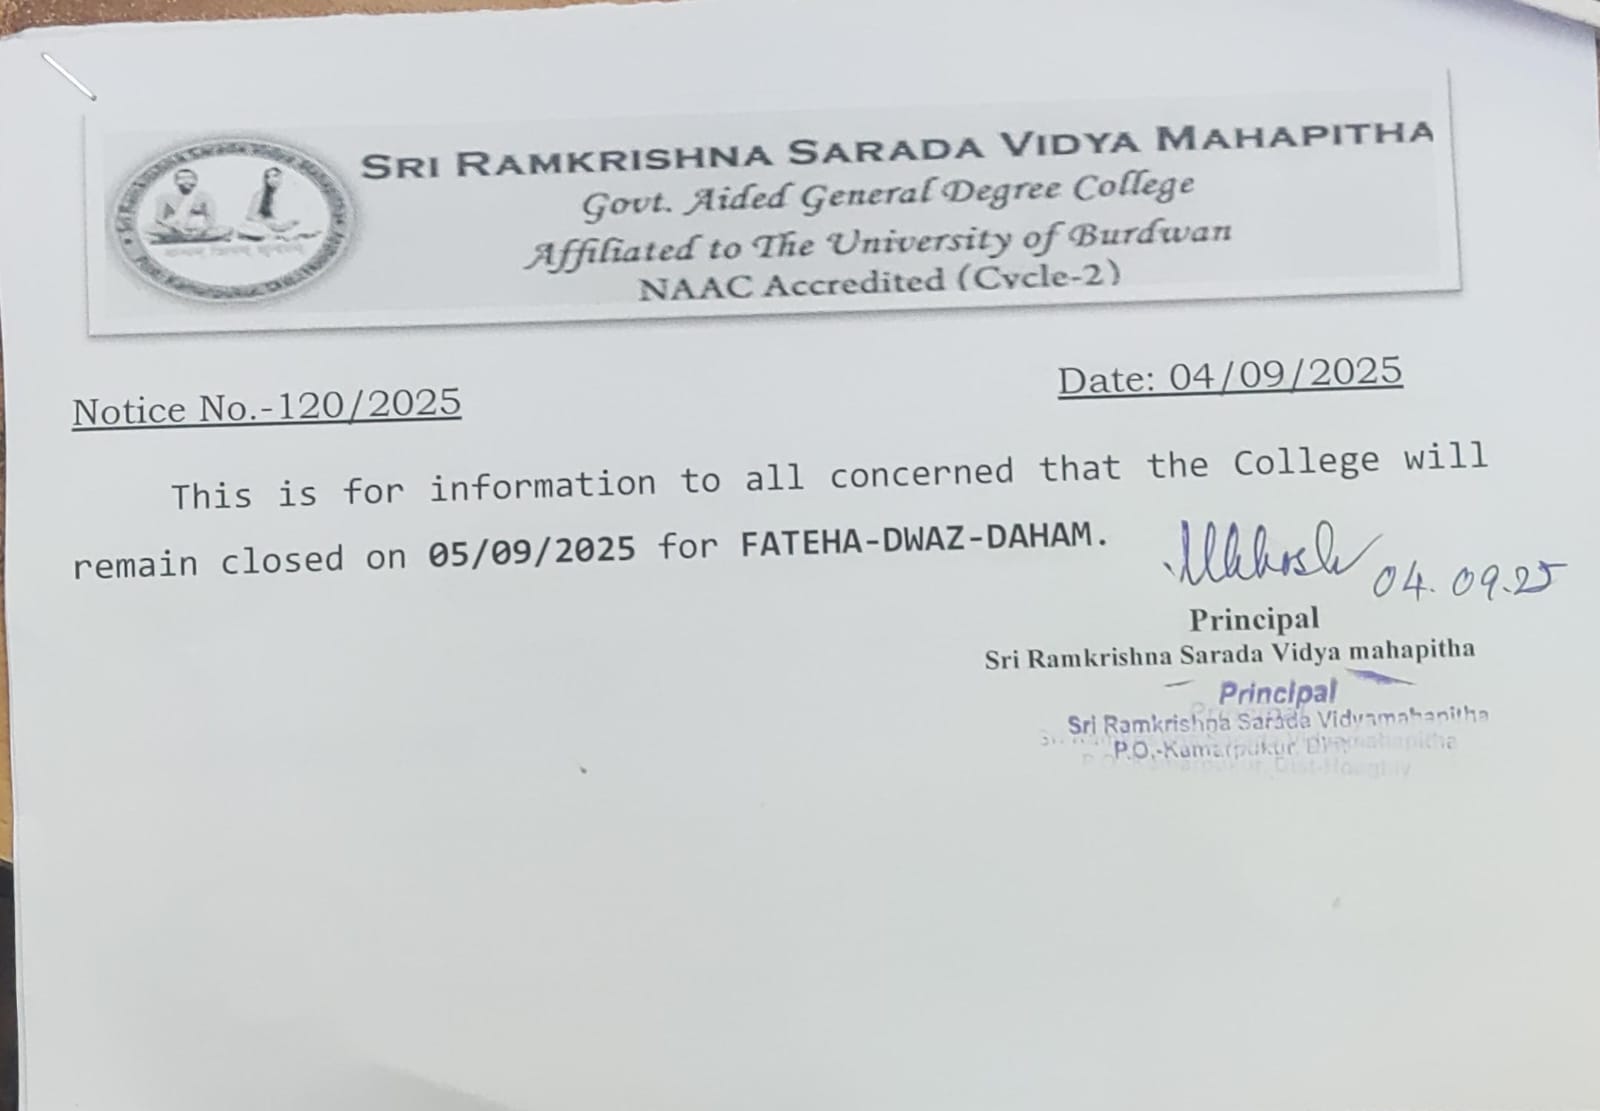 SRI RAMKRISHNA SARADA VIDYA MAHAPITHA
Govt. Aided General Degree College
Affiliated to The University of Burdwan
NAAC Accredited (Cycle-2)
Notice No.-120/2025
Date: 04/09/2025
This is for information to all concerned that the College will
remain closed on 05/09/2025 for FATEHA-DWAZ-DAHAM.
04.09.25
Principal
Sri Ramkrishna Sarada Vidya mahapitha
Principal
Sri Ramkrishna Sarada Vidyamahapitha
P.O.-Kamarpukur